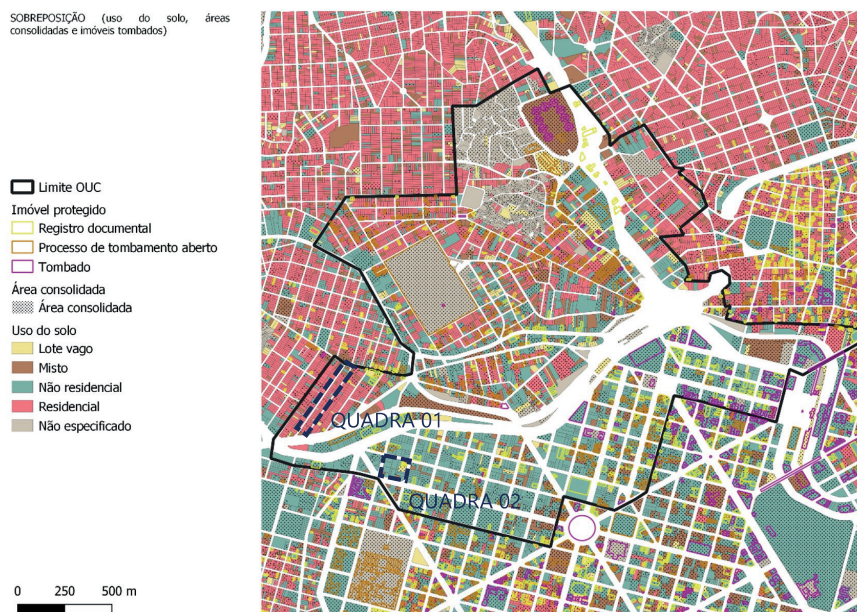 SOBREPOSIÇÃO (uso do solo, áreas
consolidadas e imóveis tombados)
Limite OUC
Imóvel protegido
Registro documental
Processo de tombamento aberto
Tombado
Área consolidada
Área consolidada
Uso do solo
Lote vago
Misto
Não residencial
Residencial
Não especificado
QUADRA 01
QUADRA 02
0 250 500 m